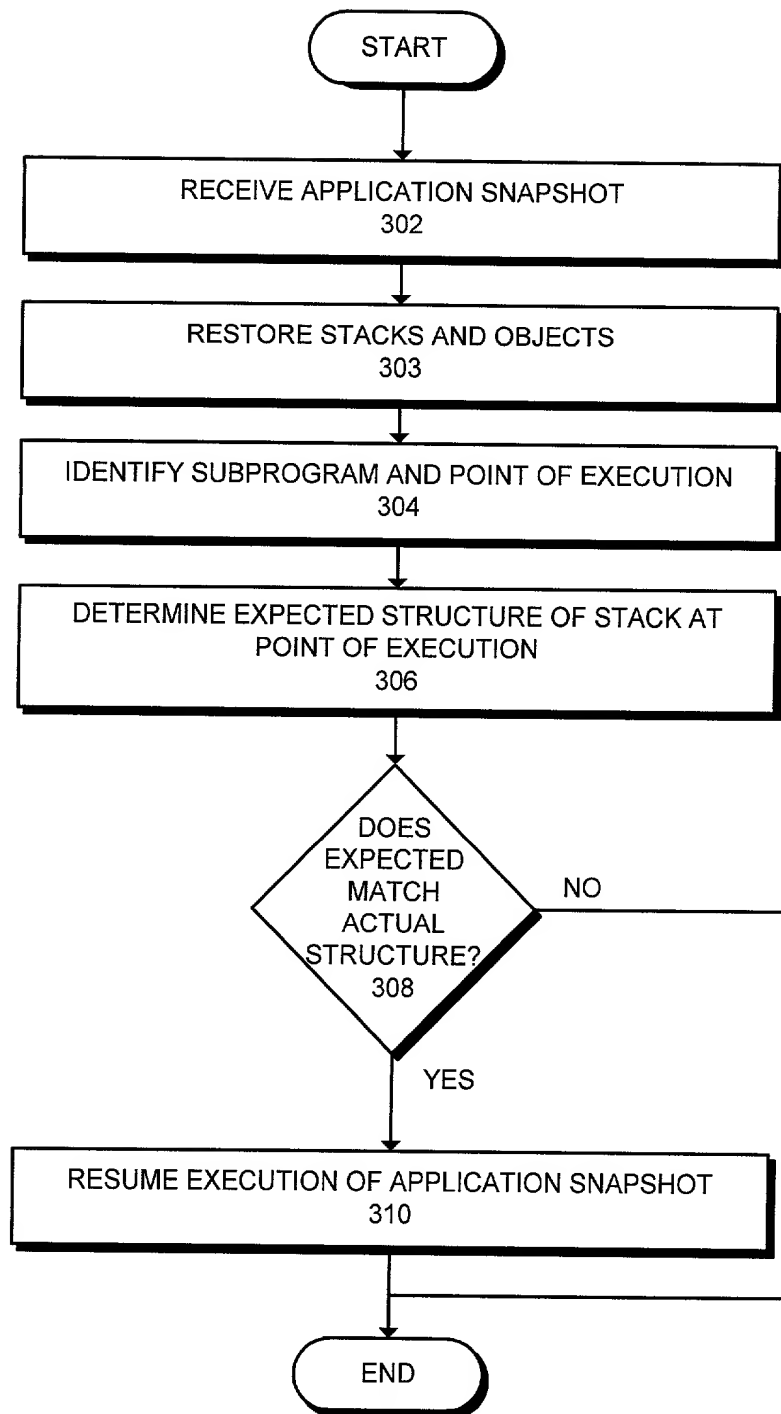 START
RECEIVE APPLICATION SNAPSHOT
302
RESTORE STACKS AND OBJECTS
303
IDENTIFY SUBPROGRAM AND POINT OF EXECUTION
304
DETERMINE EXPECTED STRUCTURE OF STACK AT
POINT OF EXECUTION
306
DOES
EXPECTED
MATCH
ACTUAL
STRUCTURE?
308
NO
YES
RESUME EXECUTION OF APPLICATION SNAPSHOT
310
END